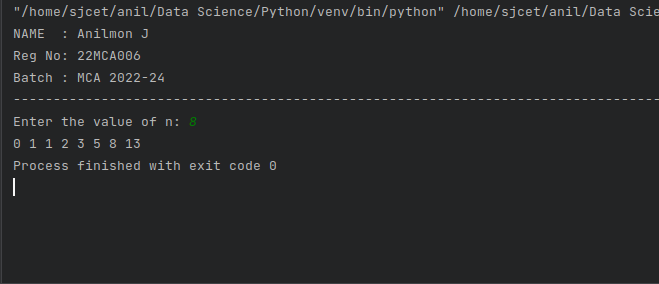 "/home/sjcet/anil/Data Science/Python/venv/bin/python" /home/sjcet/anil/Data Scie
NAME  : Anilmon J
Reg No: 22MCA006
Batch : MCA 2022-24
---------------------------------------------------------------------------------
Enter the value of n: 8
0 1 1 2 3 5 8 13
Process finished with exit code 0